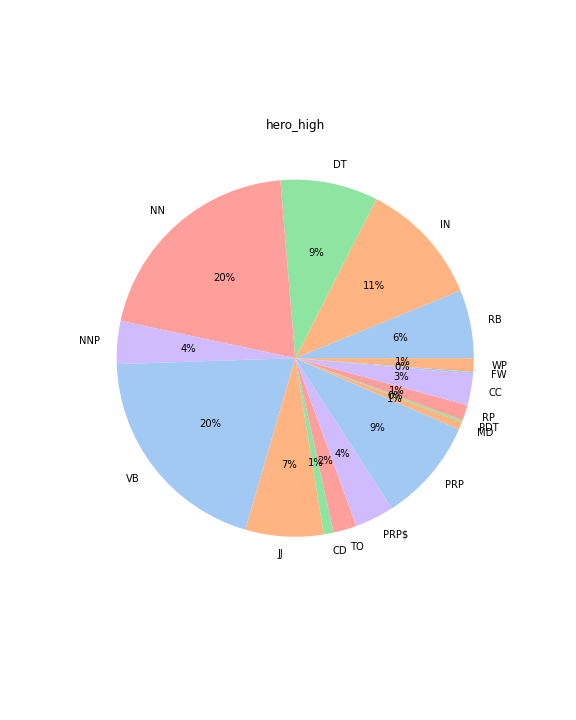 hero_high
DT
NN
IN
9%
20%
11%
RB
6%
NNP
4%
1%
WP
0%
FW
3%
CC
1%
RP
0%
PDT
1%
MD
20%
9%
VB
4%
7%
1%
2%
PRP
PRP$
TO
CD
JJ